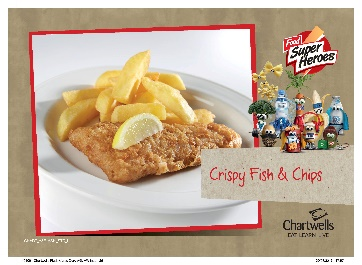 Food
Super
Heroes
Crispy Fish & Chips
Chartwells
EAT. LEARN. LIVE.